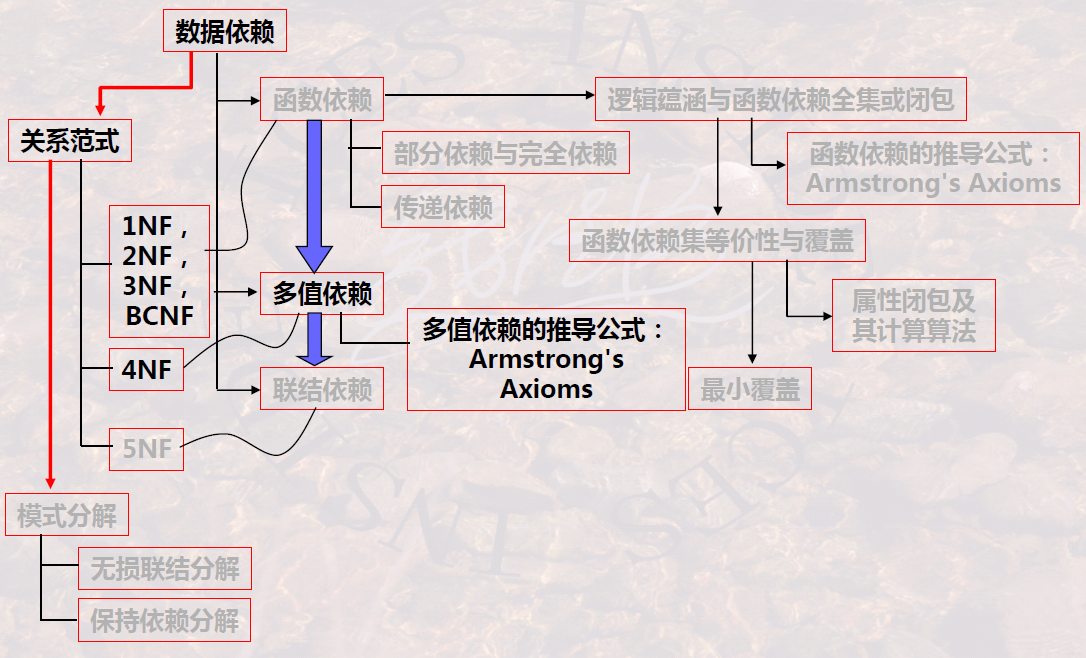 数据依赖
函数依赖
逻辑蕴涵与函数依赖全集或闭包
关系范式
部分依赖与完全依赖
函数依赖的推导公式：
Armstrong's Axioms
传递依赖
1NF，
2NF，
3NF，
BCNF
函数依赖集等价性与覆盖
多值依赖
属性闭包及
其计算算法
多值依赖的推导公式：
Armstrong's
Axioms
4NF
联结依赖
最小覆盖
5NF
模式分解
无损联结分解
保持依赖分解